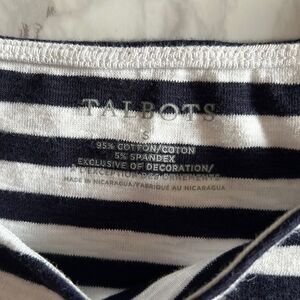 TALBOTS
S
95% COTTON/COTON
5% SPANDEX
EXCLUSIVE OF DECORATION/
MADE IN NICARAGUA/FABRIQUÉ AU NICARAGUA